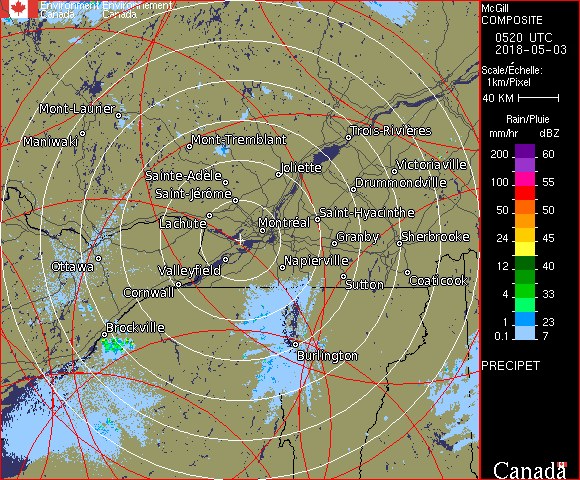 Environment Environnement
Canada Canada
McGill
COMPOSITE
0520 UTC
2018-05-03
Scale/Échelle:
1km/Pixel
40 KM
Rain/Pluie
mm/hr dBZ
200 60
55
100 55
50 50
24 45
12 40
4 33
1 23
0.1 7
PRECIPET
Canada
Mont-Laurier
Maniwaki
Mont-Tremblant
Trois-Rivières
Victoriaville
Joliette
Sainte-Adèle
Drummondville
Saint-Jérôme
Lachute
Saint-Hyacinthe
Montréal
Granby
Sherbrooke
Ottawa
Valleyfield
Napierville
Cornwall
Sutton
Coaticook
Brockville
Burlington